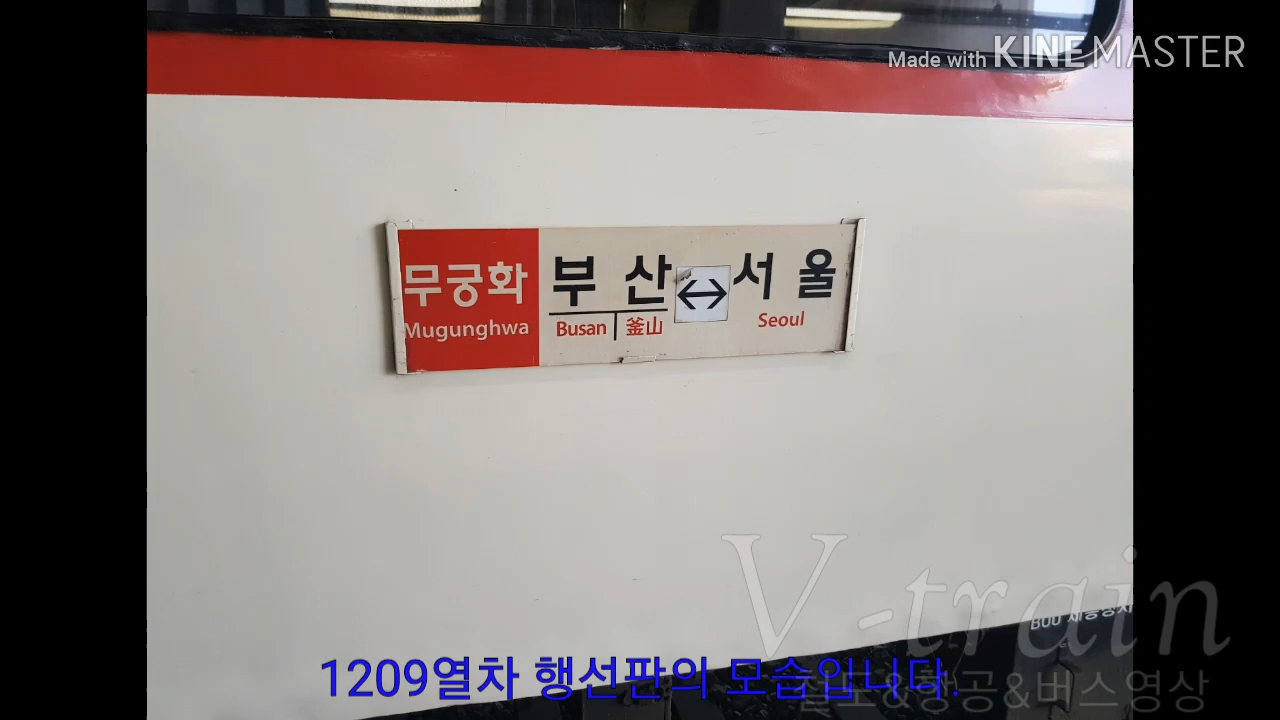 Made with KINEMASTER
무궁화
Mugunghwa
부산 ↔ 서울
Busan 釜山 Seoul
V-train
철도&항공&버스영상
1209열차 행선판의 모습입니다.